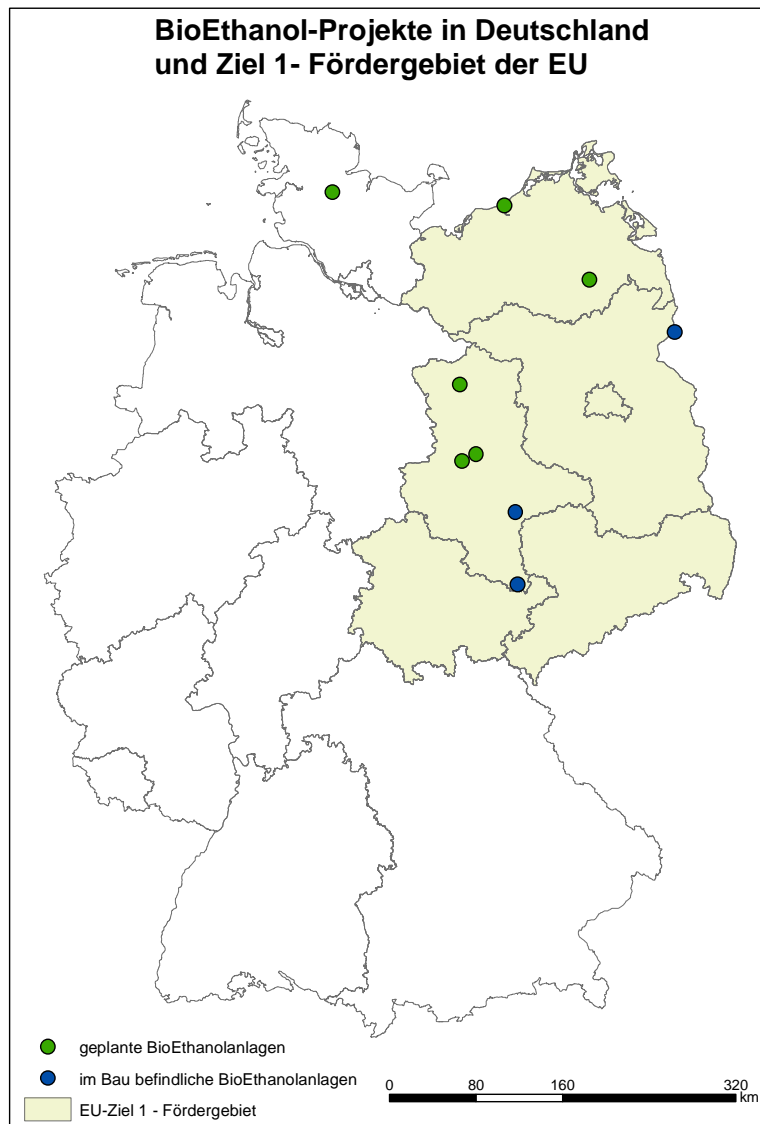 BioEthanol-Projekte in Deutschland
und Ziel 1- Fördergebiet der EU
geplante BioEthanolanlagen
im Bau befindliche BioEthanolanlagen
EU-Ziel 1 - Fördergebiet
0 80 160 320
km